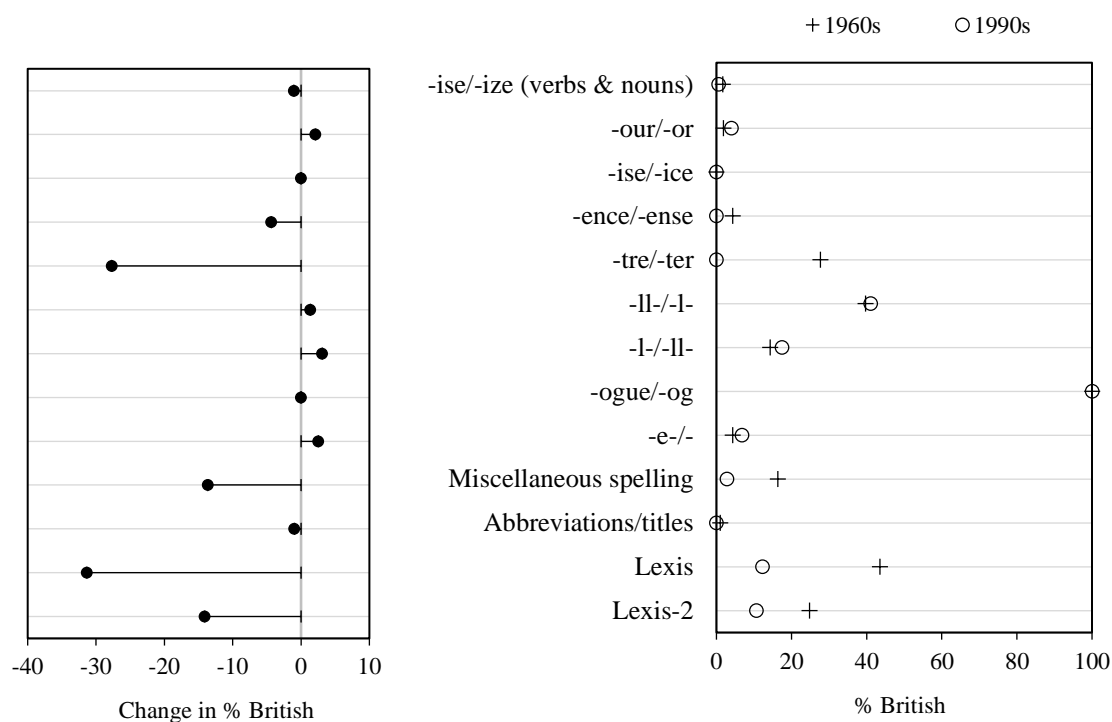 + 1960s ○ 1990s
-ise/-ize (verbs & nouns)
-our/-or
-ise/-ice
-ence/-ense
-tre/-ter
-ll-/-l-
-l-/-ll-
-ogue/-og
-e-/-
Miscellaneous spelling
Abbreviations/titles
Lexis
Lexis-2
-40 -30 -20 -10 0 10
Change in % British
0 20 40 60 80 100
% British